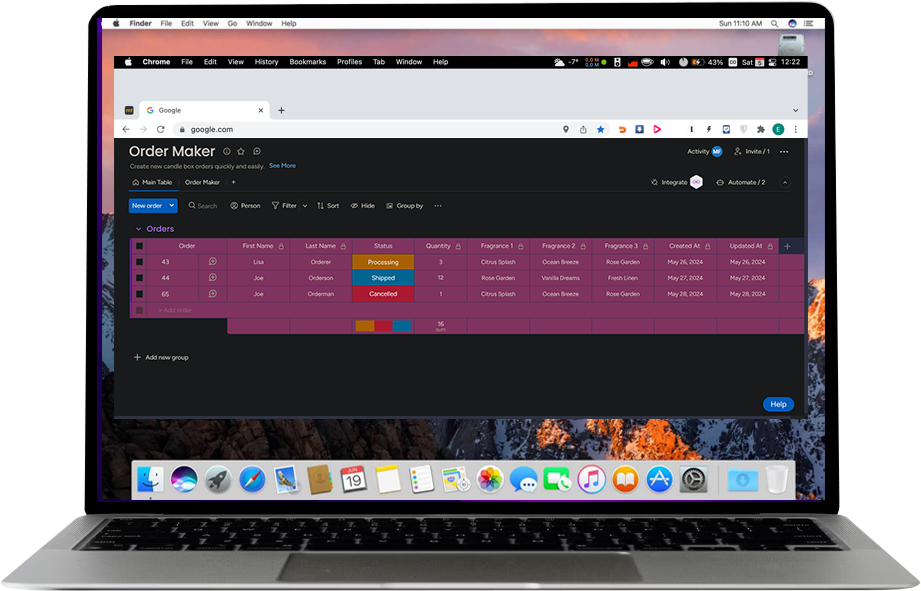 Finder File Edit View Go Window Help Sun 11:10 AM
Chrome File Edit View History Bookmarks Profiles Tab Window Help -7° 0,0 M 0,0 M 43% Sat 5 12:22
Google
google.com E
Order Maker Activity MF Invite / 1
Create new candle box orders quickly and easily. See More
Main Table Order Maker + Integrate Automate / 2
New order Search Person Filter Sort Hide Group by
Orders
Order First Name Last Name Status Quantity Fragrance 1 Fragrance 2 Fragrance 3 Created At Updated At
43 Lisa Orderer Processing 3 Citrus Splash Ocean Breeze Rose Garden May 26, 2024 May 26, 2024
44 Joe Orderson Shipped 12 Rose Garden Vanilla Dreams Fresh Linen May 27, 2024 May 27, 2024
65 Joe Orderman Cancelled 1 Citrus Splash Ocean Breeze Rose Garden May 28, 2024 May 28, 2024
+ Add order
16
sum
+ Add new group
Help
JUN
19